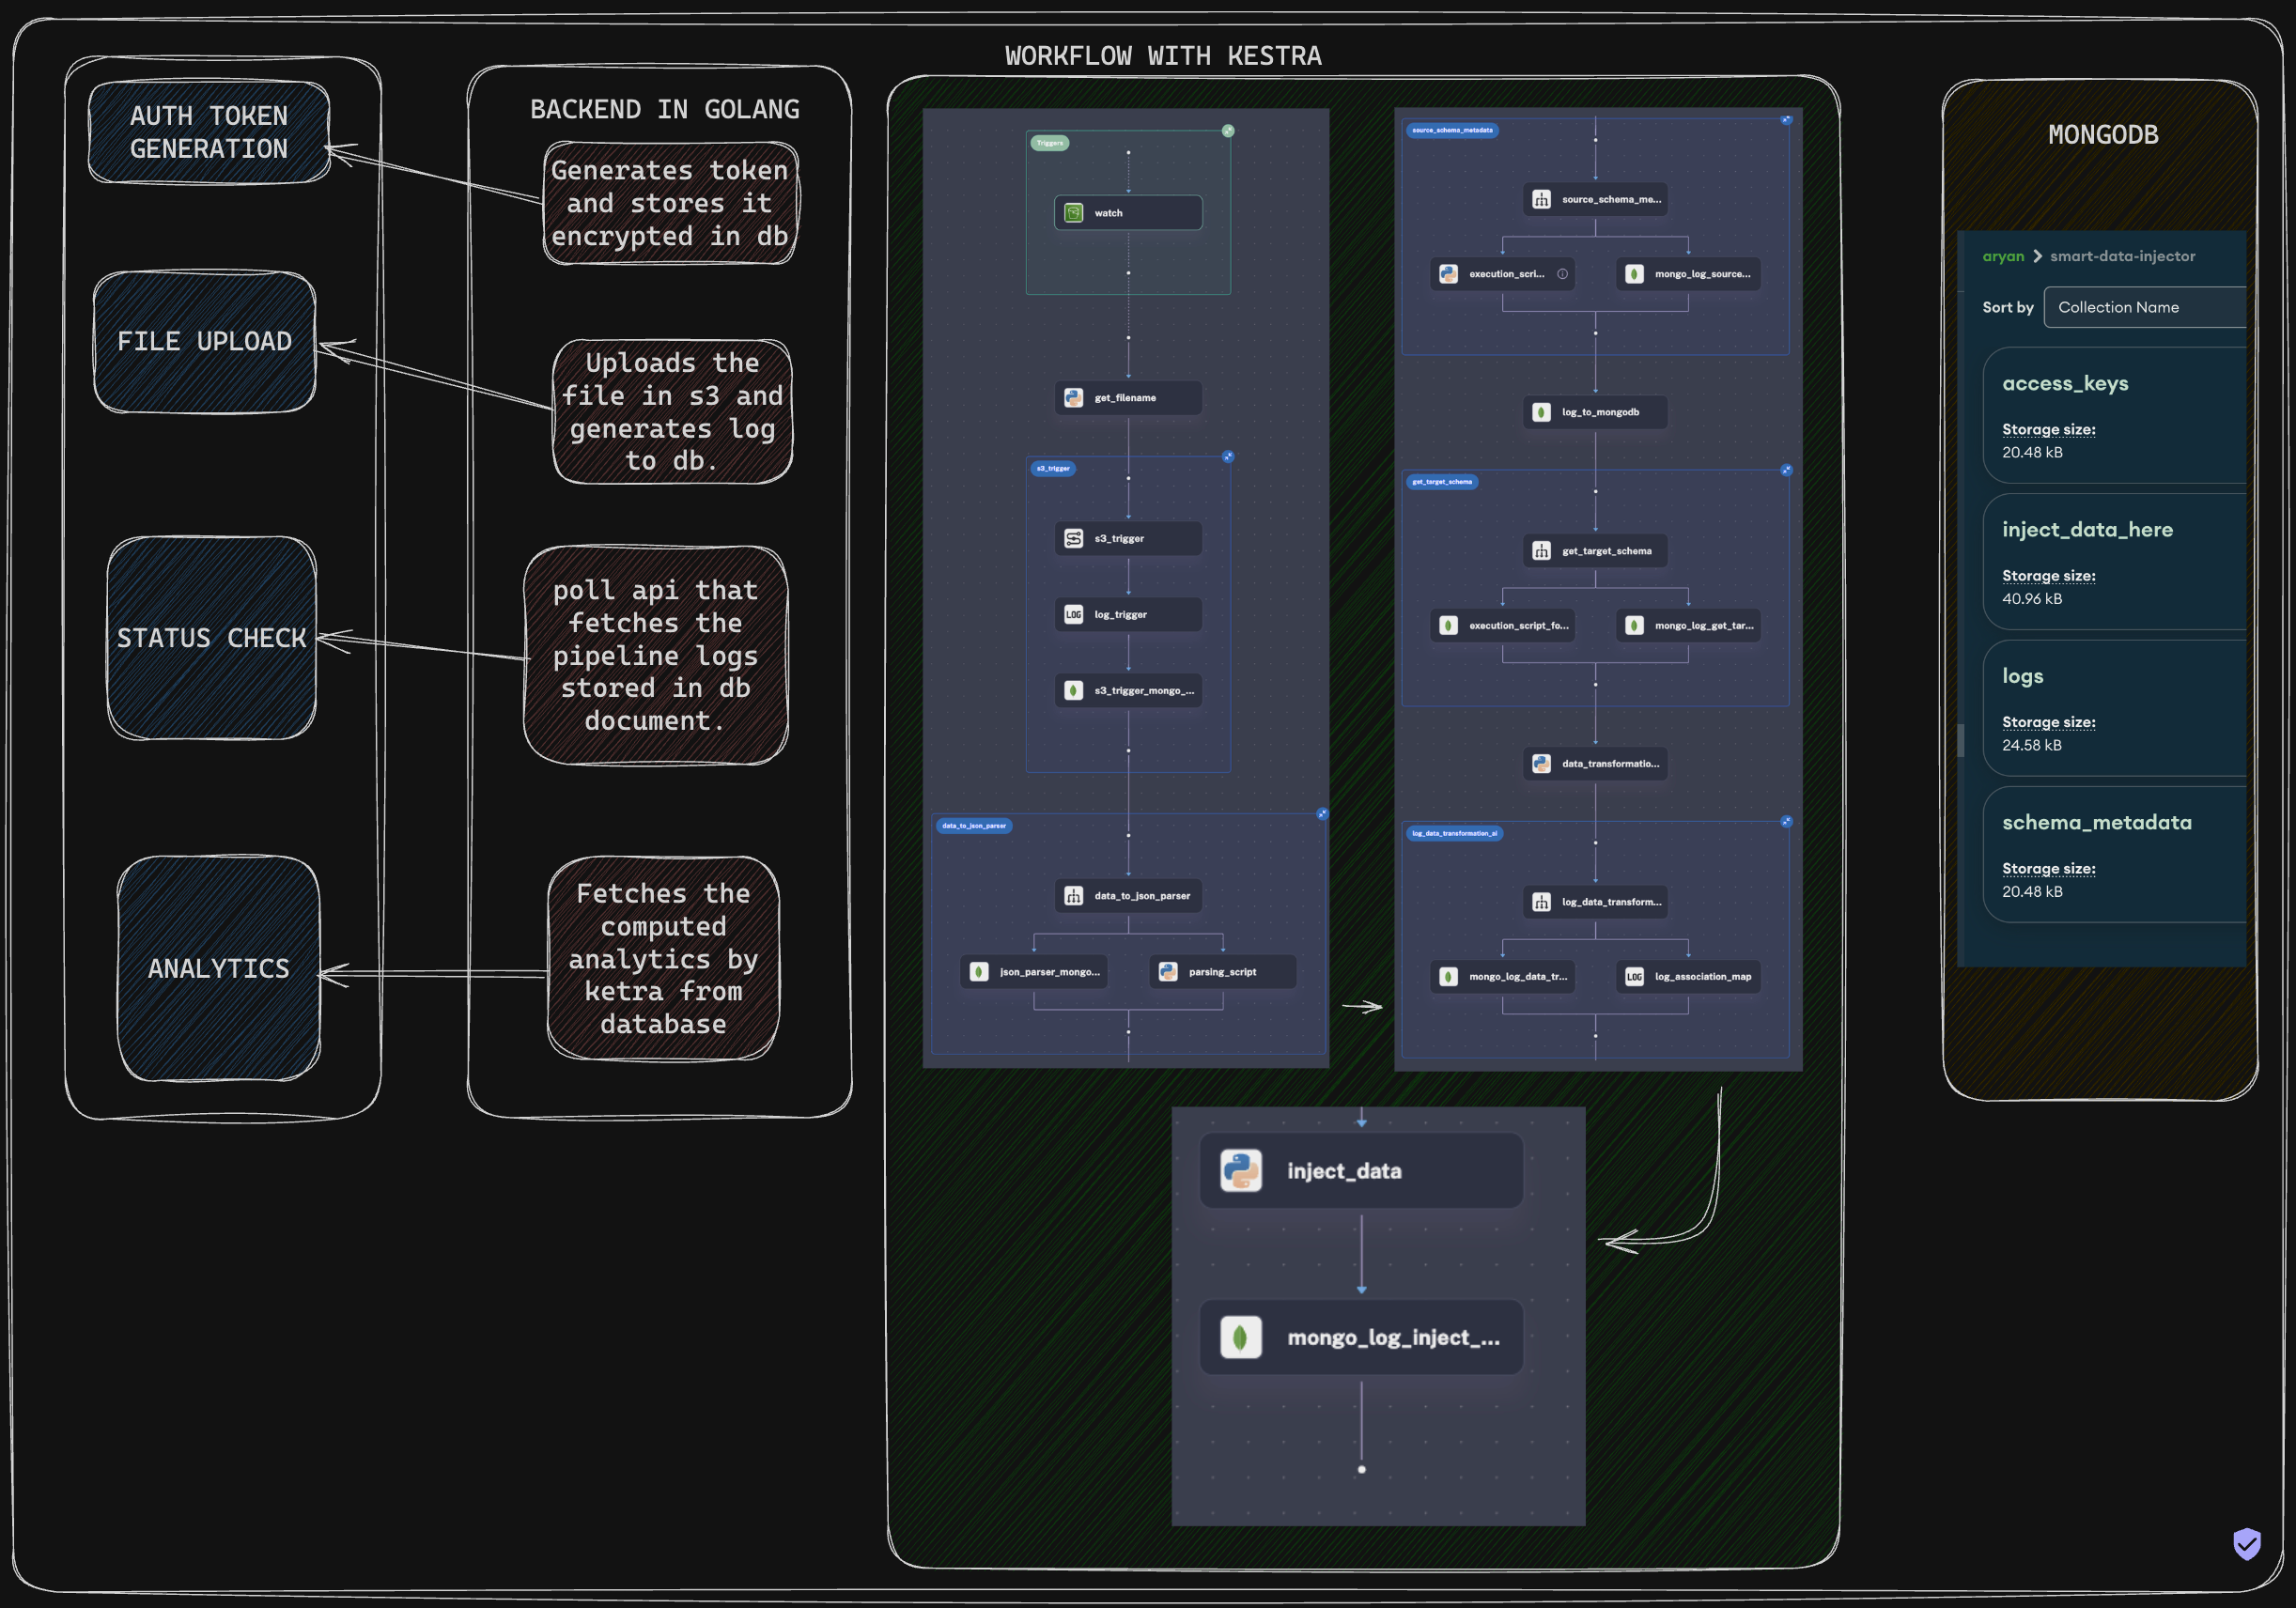 WORKFLOW WITH KESTRA
AUTH TOKEN
GENERATION
FILE UPLOAD
STATUS CHECK
ANALYTICS
BACKEND IN GOLANG
Generates token
and stores it
encrypted in db
Uploads the
file in s3 and
generates log
to db.
poll api that
fetches the
pipeline logs
stored in db
document.
Fetches the
computed
analytics by
ketra from
database
Triggers
watch
get_filename
s3_trigger
s3_trigger
LOG
log_trigger
s3_trigger_mongo_...
data_to_json_parser
data_to_json_parser
json_parser_mongo...
parsing_script
source_schema_metadata
source_schema_me...
execution_scri...
mongo_log_source...
log_to_mongodb
get_target_schema
get_target_schema
execution_script_fo...
mongo_log_get_tar...
data_transformatio...
log_data_transformation_ai
log_data_transform...
mongo_log_data_tr...
LOG
log_association_map
inject_data
mongo_log_inject_...
MONGODB
aryan > smart-data-injector
Sort by Collection Name
access_keys
Storage size:
20.48 kB
inject_data_here
Storage size:
40.96 kB
logs
Storage size:
24.58 kB
schema_metadata
Storage size:
20.48 kB